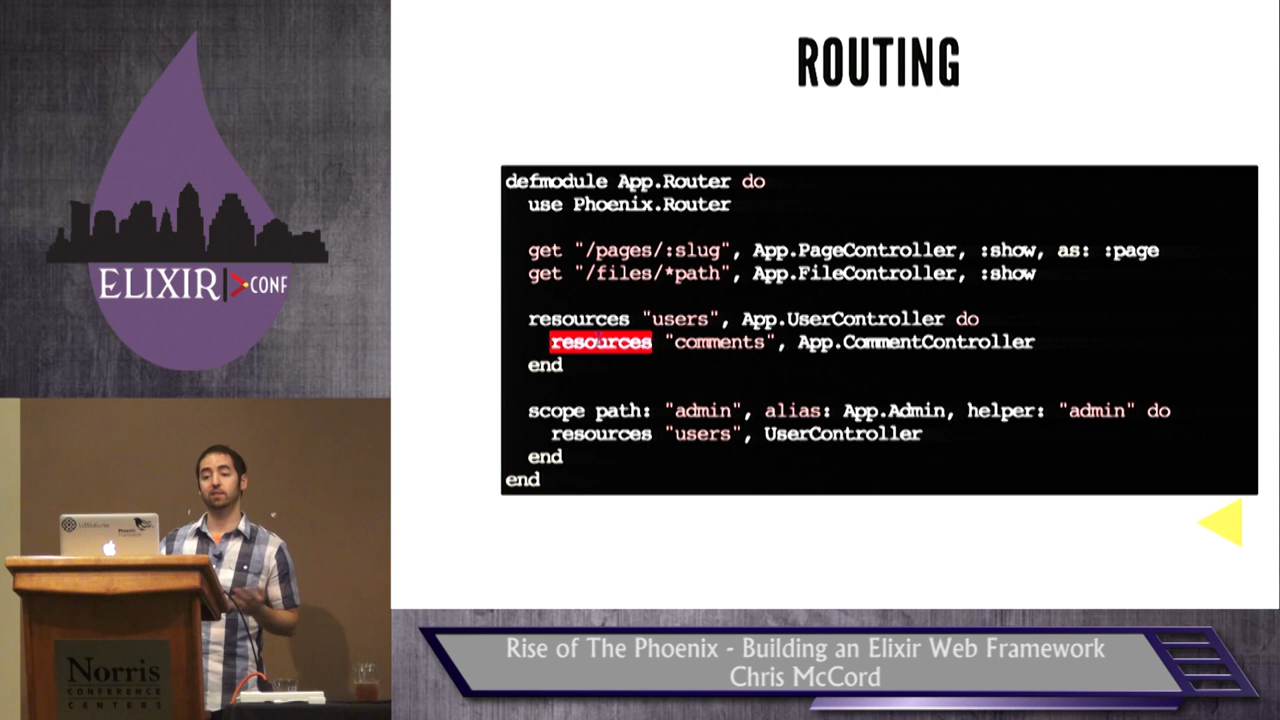 ROUTING
defmodule App.Router do
use Phoenix.Router
get "/pages/:slug", App.PageController, :show, as: :page
get "/files/*path", App.FileController, :show
resources "users", App.UserController do
resources "comments", App.CommentController
end
scope path: "admin", alias: App.Admin, helper: "admin" do
resources "users", UserController
end
end
ELIXIR|>CONF
Phoenix
Norris
CONFERENCE
CENTERS
Rise of The Phoenix - Building an Elixir Web Framework
Chris McCord